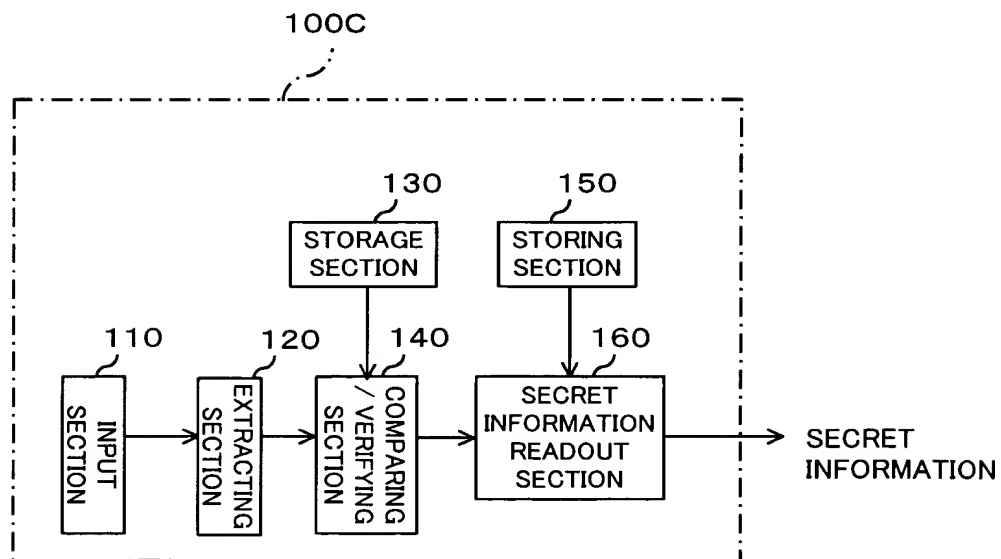 100C
130
150
STORAGE
SECTION
STORING
SECTION
110
120
140
160
INPUT
SECTION
EXTRACTING
SECTION
COMPARING
/ VERIFYING
SECTION
SECRET
INFORMATION
READOUT
SECTION
SECRET
INFORMATION